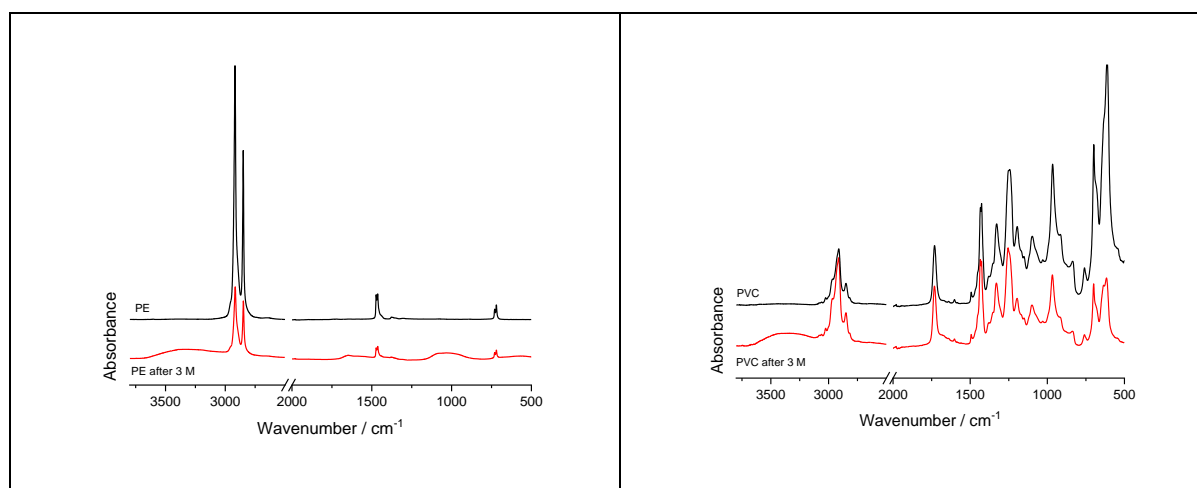 Absorbance
PE
PE after 3 M
3500 3000 2000 1500 1000 500
Wavenumber / cm-1
Absorbance
PVC
PVC after 3 M
3500 3000 2000 1500 1000 500
Wavenumber / cm-1